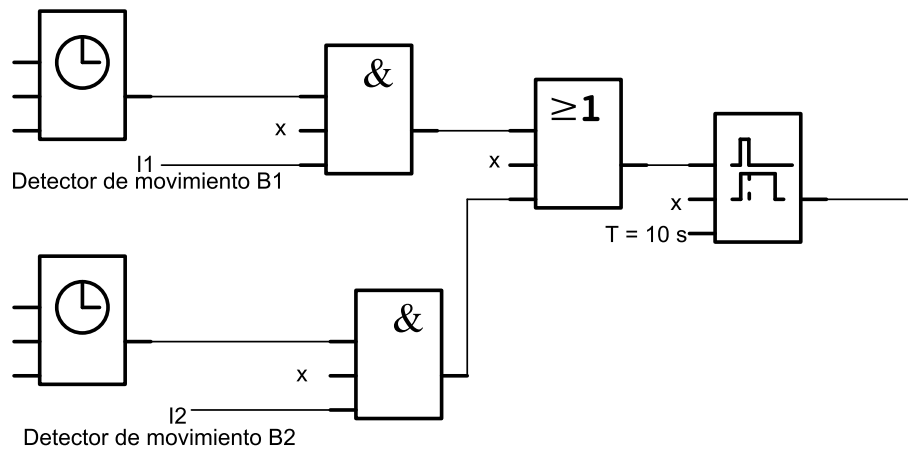 &
x
≥1
I1
x
Detector de movimiento B1
x
T = 10 s
&
x
I2
Detector de movimiento B2